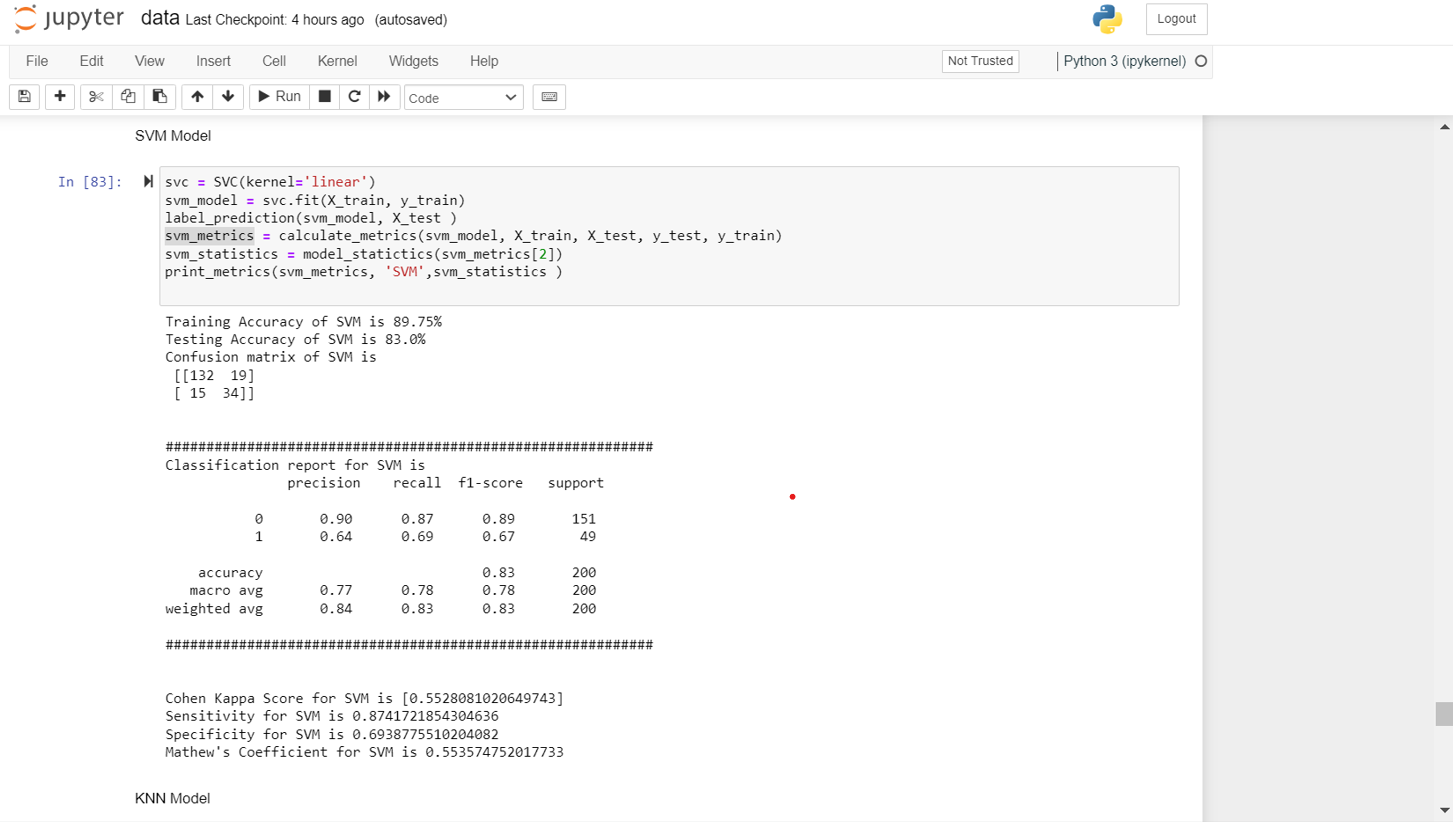 jupyter data Last Checkpoint: 4 hours ago (autosaved) Logout
File Edit View Insert Cell Kernel Widgets Help Not Trusted Python 3 (ipykernel)
Run Code
SVM Model
In [83]: svc = SVC(kernel='linear')
svm_model = svc.fit(X_train, y_train)
label_prediction(svm_model, X_test )
svm_metrics = calculate_metrics(svm_model, X_train, X_test, y_test, y_train)
svm_statistics = model_statictics(svm_metrics[2])
print_metrics(svm_metrics, 'SVM',svm_statistics )
Training Accuracy of SVM is 89.75%
Testing Accuracy of SVM is 83.0%
Confusion matrix of SVM is
[[132 19]
[ 15 34]]
############################################################
Classification report for SVM is
precision recall f1-score support
0 0.90 0.87 0.89 151
1 0.64 0.69 0.67 49
accuracy 0.83 200
macro avg 0.77 0.78 0.78 200
weighted avg 0.84 0.83 0.83 200
############################################################
Cohen Kappa Score for SVM is [0.5528081020649743]
Sensitivity for SVM is 0.8741721854304636
Specificity for SVM is 0.6938775510204082
Mathew's Coefficient for SVM is 0.553574752017733
KNN Model